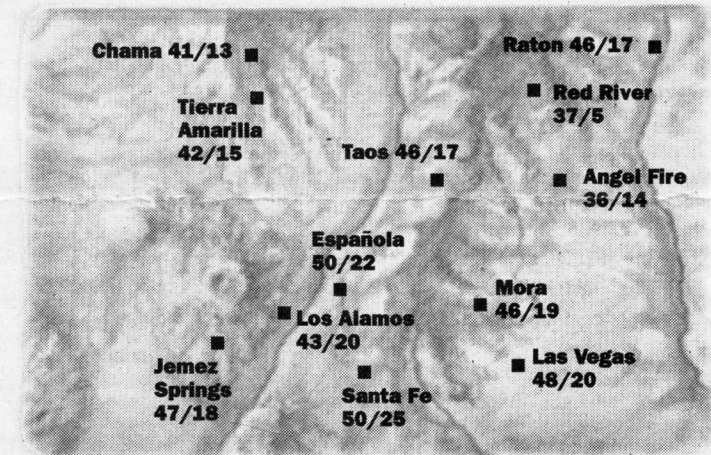 Chama 41/13
Raton 46/17
Red River
37/5
Tierra
Amarilla
42/15
Taos 46/17
Angel Fire
36/14
Española
50/22
Mora
46/19
Los Alamos
43/20
Las Vegas
48/20
Jemez
Springs
47/18
Santa Fe
50/25